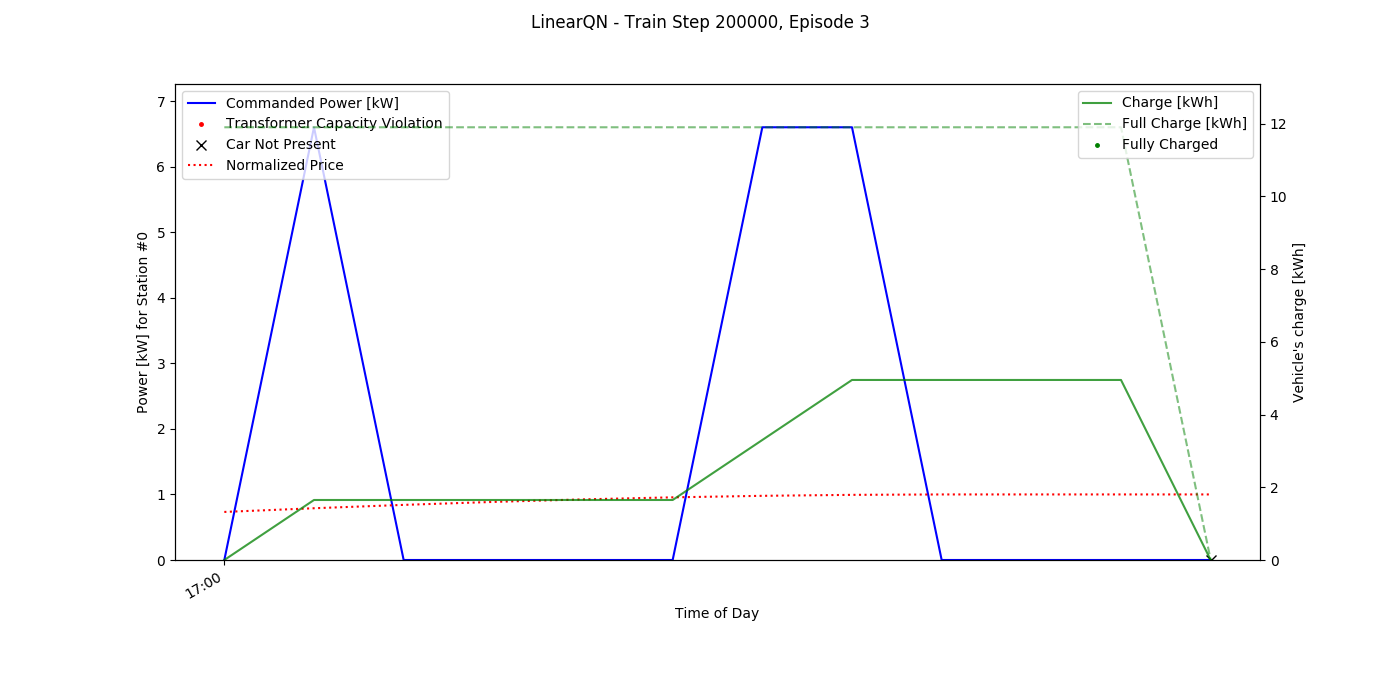 LinearQN - Train Step 200000, Episode 3
Commanded Power [kW]
Transformer Capacity Violation
Car Not Present
Normalized Price
Charge [kWh]
Full Charge [kWh]
Fully Charged
Power [kW] for Station #0
7
6
5
4
3
2
1
0
Vehicle's charge [kWh]
12
10
8
6
4
2
0
17:00
Time of Day